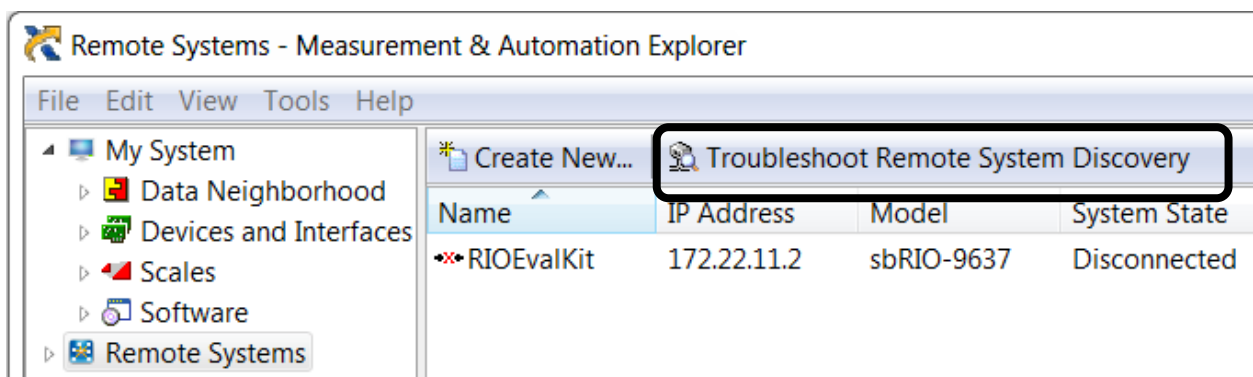 Remote Systems - Measurement & Automation Explorer
File Edit View Tools Help
My System
Data Neighborhood
Devices and Interfaces
Scales
Software
Remote Systems
Create New... Troubleshoot Remote System Discovery
Name IP Address Model System State
RIOEvalKit 172.22.11.2 sbRIO-9637 Disconnected